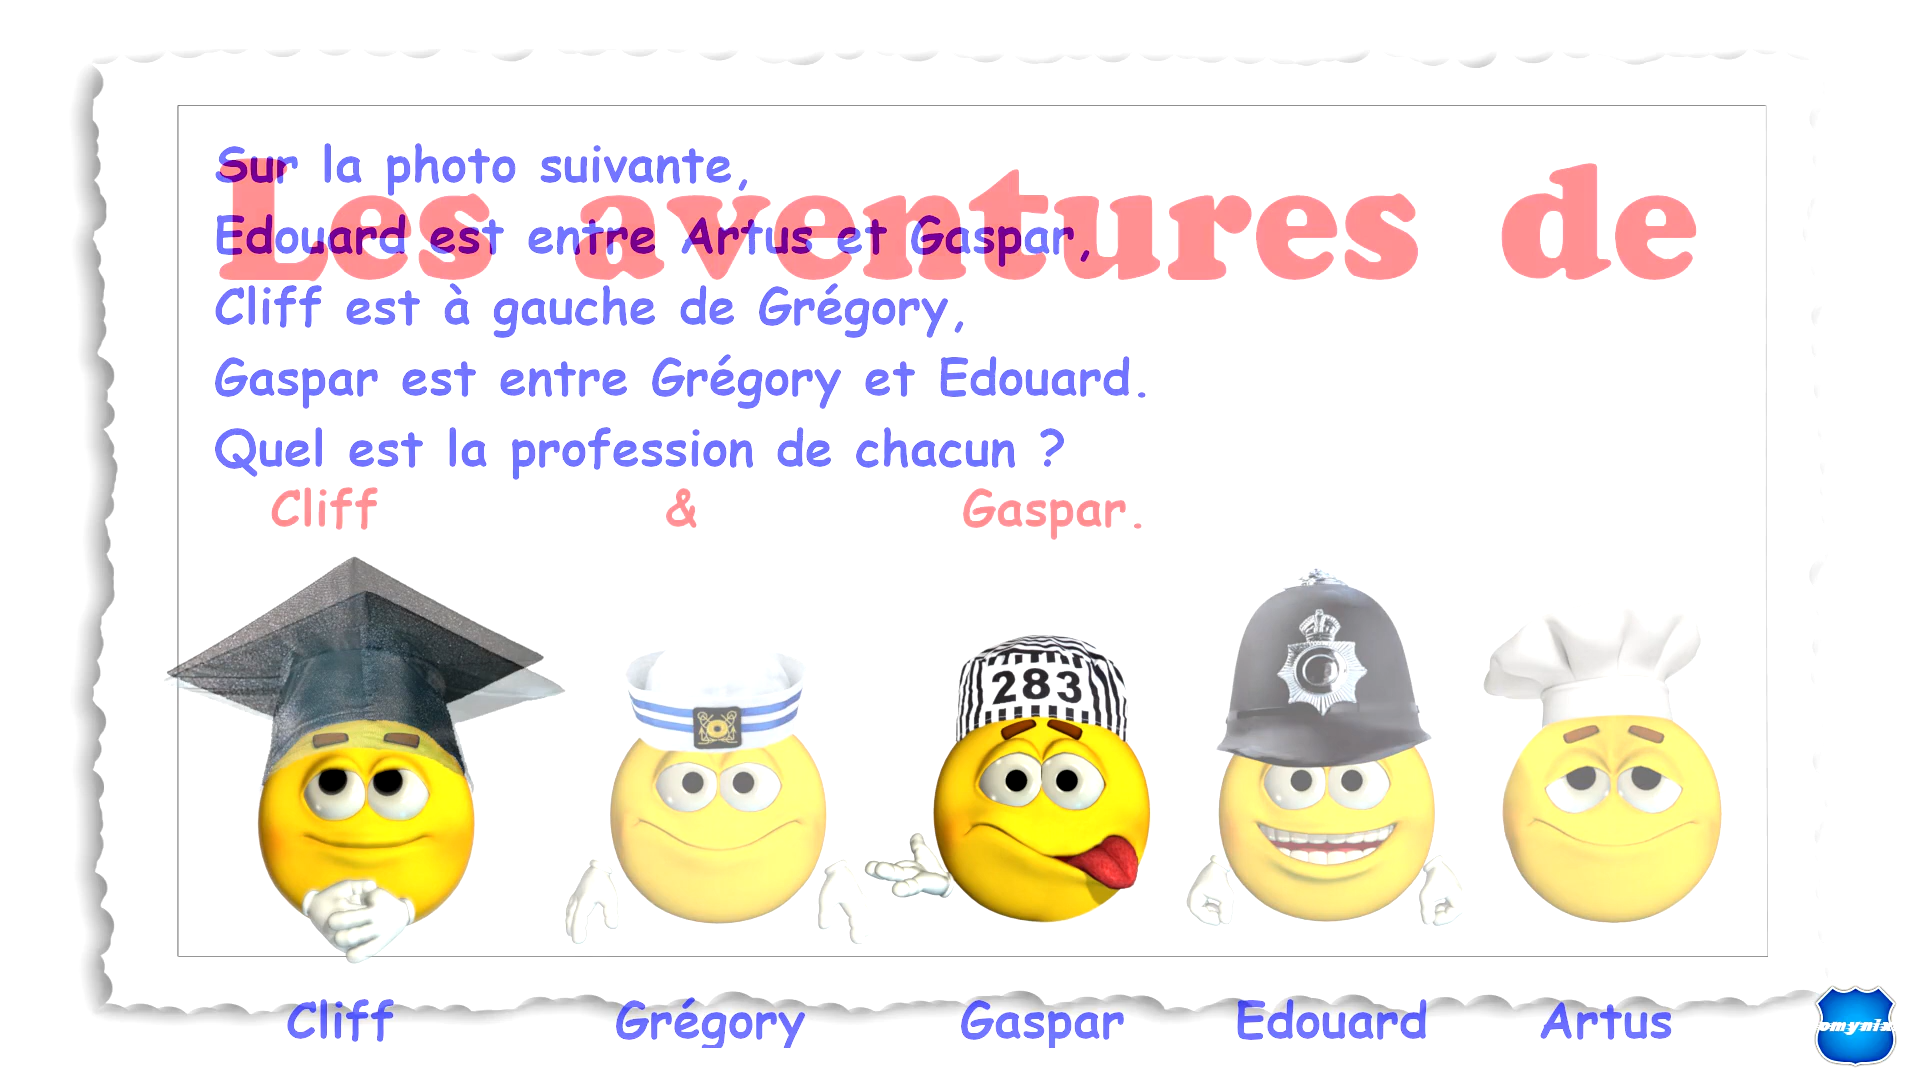 Sur la photo suivante,
Les aventures de
Edouard est entre Artus et Gaspar,
Cliff est à gauche de Grégory,
Gaspar est entre Grégory et Edouard.
Quel est la profession de chacun ?
Cliff & Gaspar.
283
Cliff Grégory Gaspar Edouard Artus
omynix